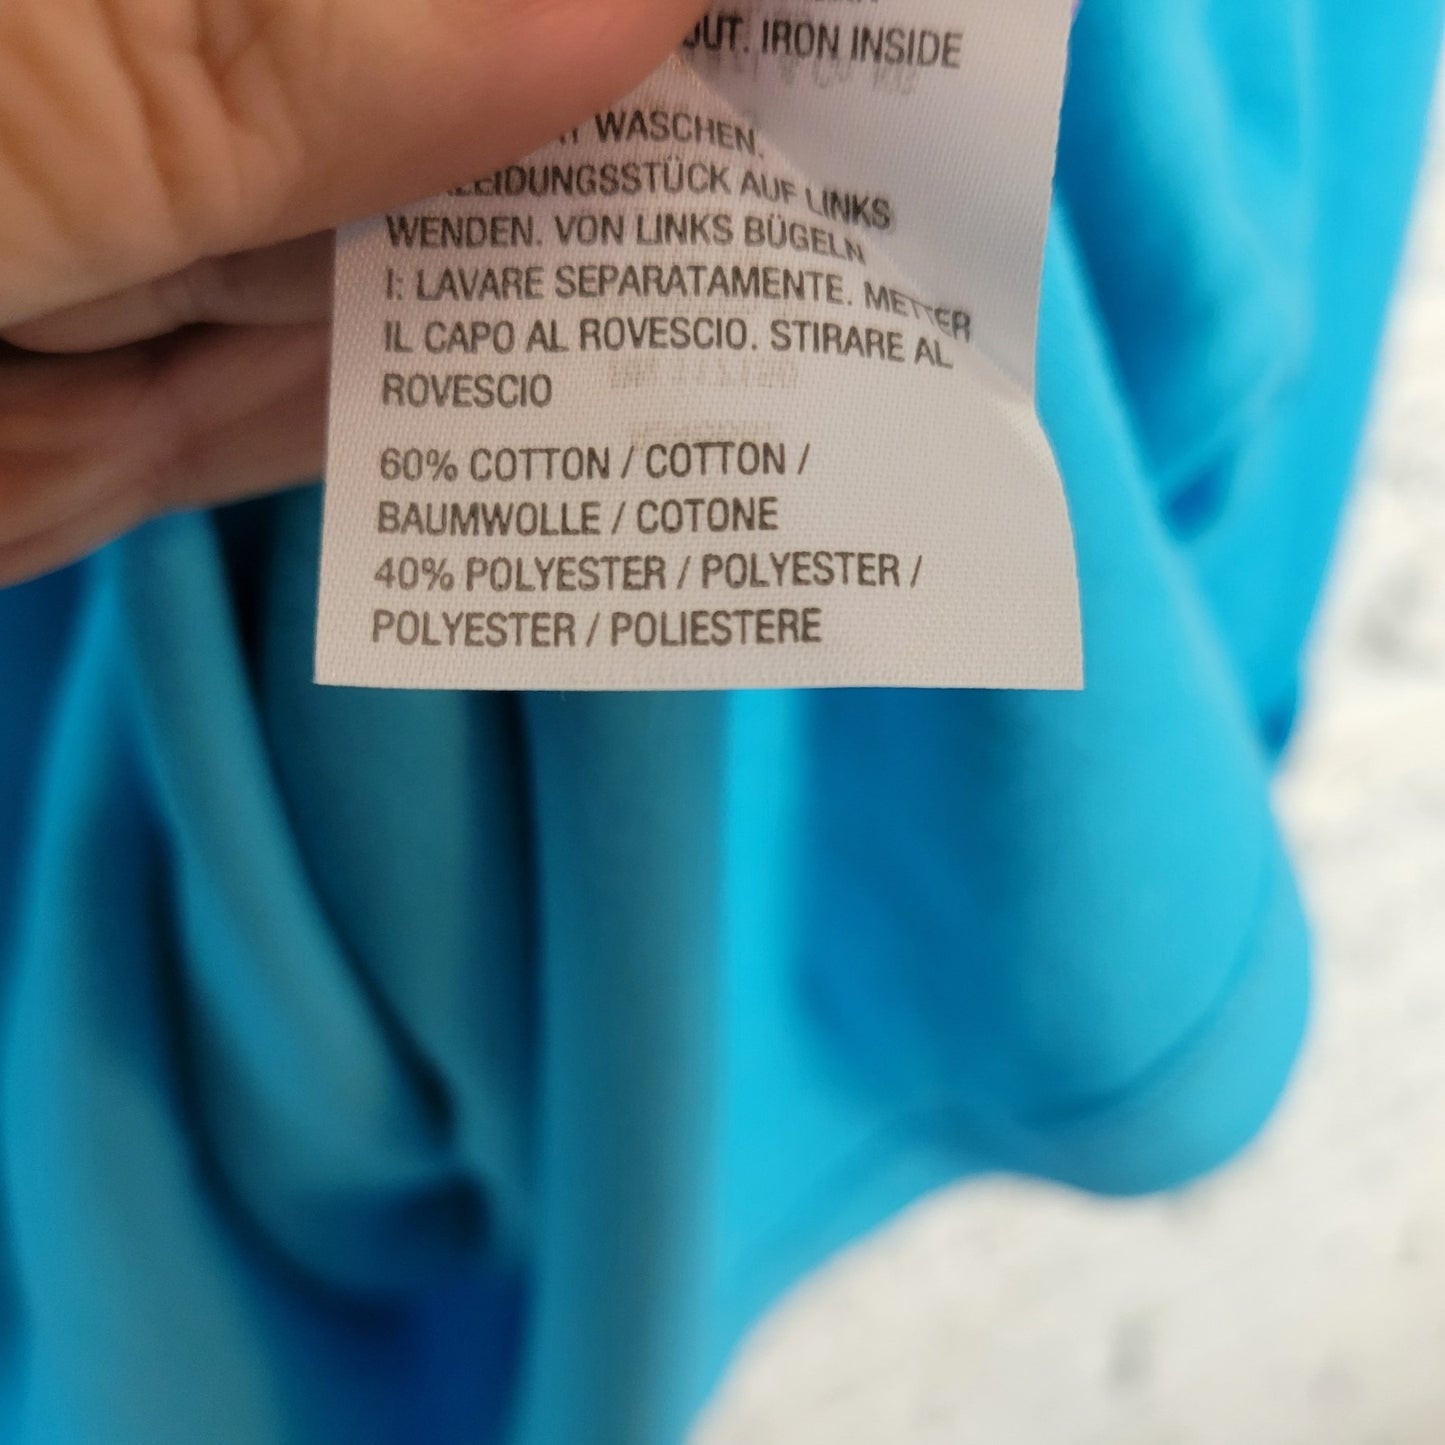 OUT. IRON INSIDE
WASCHEN.
KLEIDUNGSSTÜCK AUF LINKS
WENDEN. VON LINKS BÜGELN
I: LAVARE SEPARATAMENTE. METTER
IL CAPO AL ROVESCIO. STIRARE AL
ROVESCIO
60% COTTON / COTTON /
BAUMWOLLE / COTONE
40% POLYESTER / POLYESTER /
POLYESTER / POLIESTERE